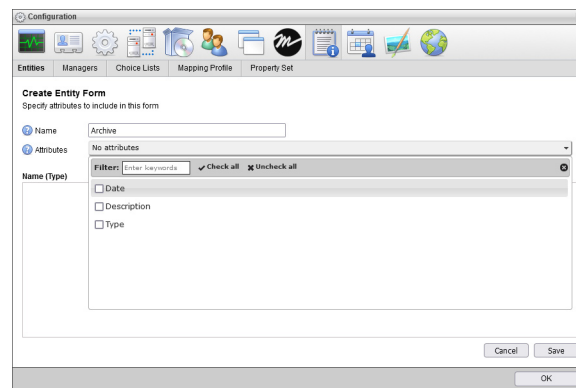 Configuration
Entities Managers Choice Lists Mapping Profile Property Set
Create Entity Form
Specify attributes to include in this form
Name Archive
Attributes No attributes
Filter: Enter keywords Check all Uncheck all
Name (Type)
Date
Description
Type
Cancel Save
OK